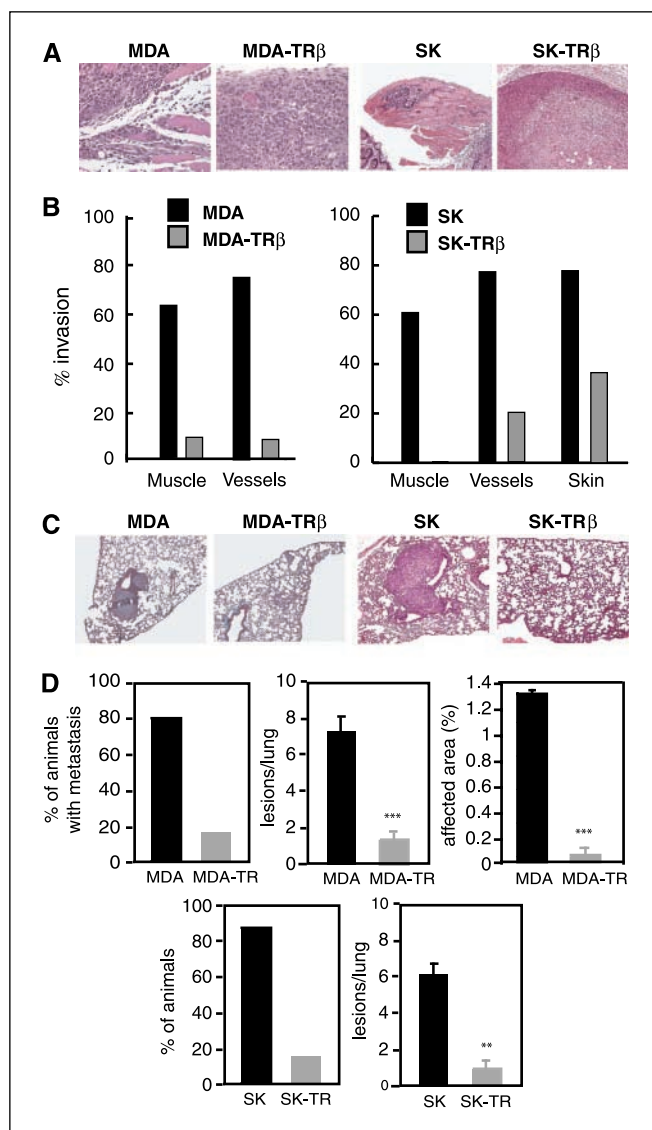 A MDA MDA-TRβ SK SK-TRβ
B
100
80
60
40
20
0
% invasion
MDA
MDA-TRβ
Muscle Vessels
100
80
60
40
20
0
SK
SK-TRβ
Muscle Vessels Skin
C MDA MDA-TRβ SK SK-TRβ
D
% of animals
with metastasis
100
80
60
40
20
0
MDA MDA-TR
lesions/lung
10
8
6
4
2
0
***
MDA MDA-TR
affected area (%)
1.4
1.2
1
0.8
0.6
0.4
0.2
0
***
MDA MDA-TR
% of animals
100
80
60
40
20
0
SK SK-TR
lesions/lung
10
8
6
4
2
0
**
SK SK-TR